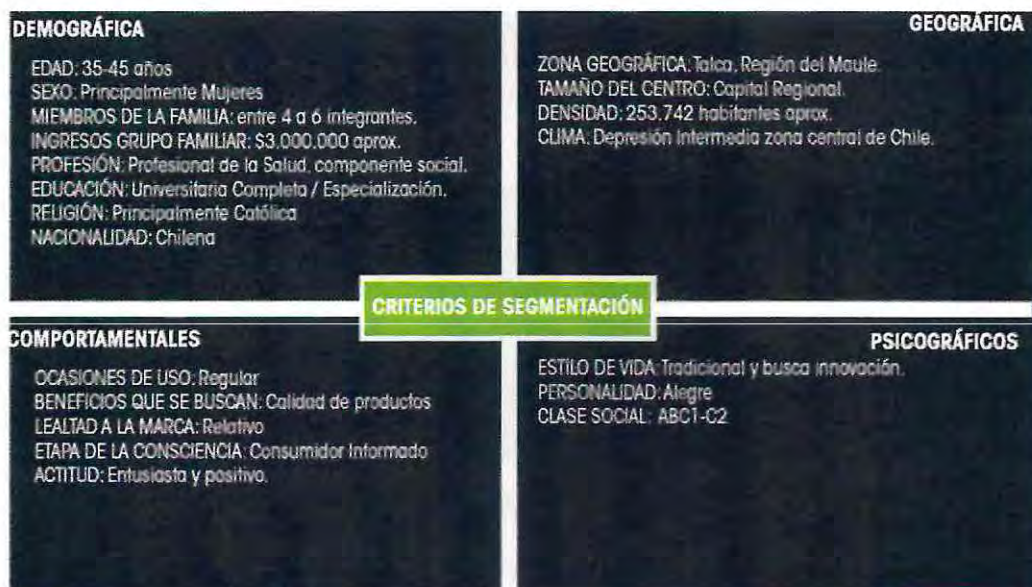 DEMOGRÁFICA
EDAD: 35-45 años
SEXO: Principalmente Mujeres
MIEMBROS DE LA FAMILIA: entre 4 a 6 integrantes.
INGRESOS GRUPO FAMILIAR: $3.000.000 aprox.
PROFESIÓN: Profesional de la Salud, componente social.
EDUCACIÓN: Universitaria Completa / Especialización.
RELIGIÓN: Principalmente Católica
NACIONALIDAD: Chilena
GEOGRÁFICA
ZONA GEOGRÁFICA: Talca, Región del Maule.
TAMAÑO DEL CENTRO: Capital Regional.
DENSIDAD: 253.742 habitantes aprox.
CLIMA: Depresión Intermedia zona central de Chile.
CRITERIOS DE SEGMENTACIÓN
COMPORTAMENTALES
OCASIONES DE USO: Regular
BENEFICIOS QUE SE BUSCAN: Calidad de productos
LEALTAD A LA MARCA: Relativo
ETAPA DE LA CONSCIENCIA: Consumidor Informado
ACTITUD: Entusiasta y positivo.
PSICOGRÁFICOS
ESTILO DE VIDA: Tradicional y busca innovación.
PERSONALIDAD: Alegre
CLASE SOCIAL: ABC1-C2